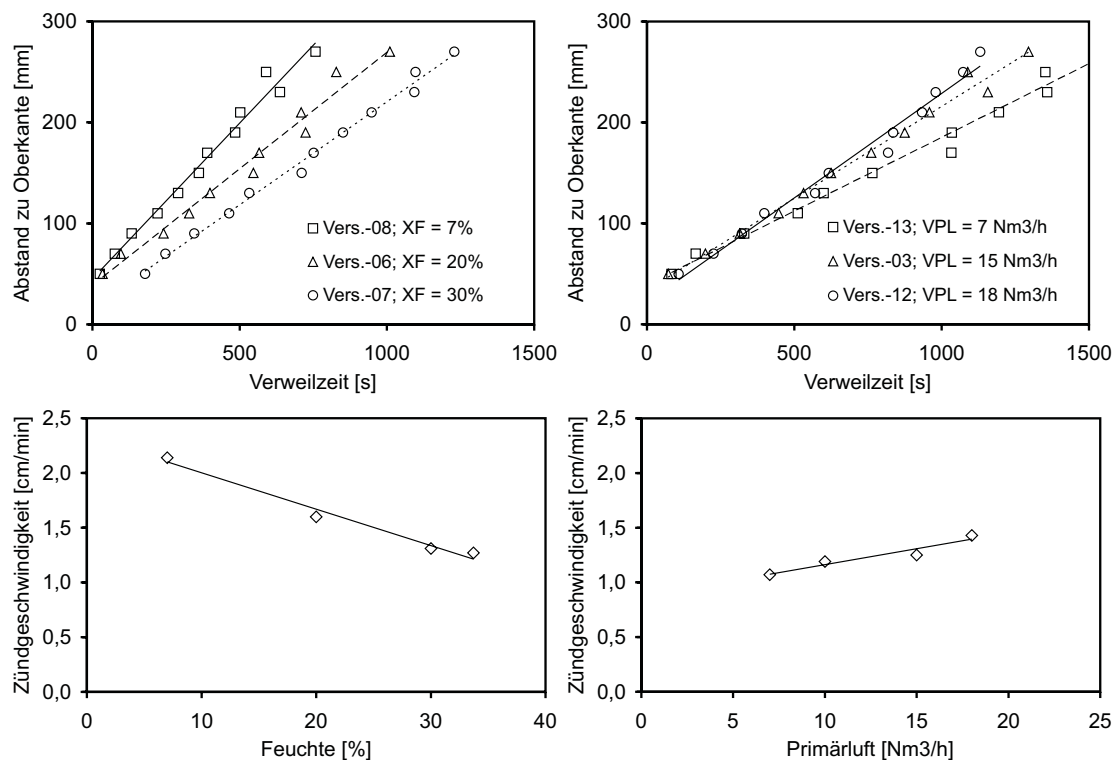 Abstand zu Oberkante [mm]
300
200
100
0
Vers.-08; XF = 7%
Vers.-06; XF = 20%
Vers.-07; XF = 30%
0 500 1000 1500
Verweilzeit [s]
Abstand zu Oberkante [mm]
300
200
100
0
Vers.-13; VPL = 7 Nm3/h
Vers.-03; VPL = 15 Nm3/h
Vers.-12; VPL = 18 Nm3/h
0 500 1000 1500
Verweilzeit [s]
Zündgeschwindigkeit [cm/min]
2,5
2,0
1,5
1,0
0,5
0,0
0 10 20 30 40
Feuchte [%]
Zündgeschwindigkeit [cm/min]
2,5
2,0
1,5
1,0
0,5
0,0
0 5 10 15 20 25
Primärluft [Nm3/h]